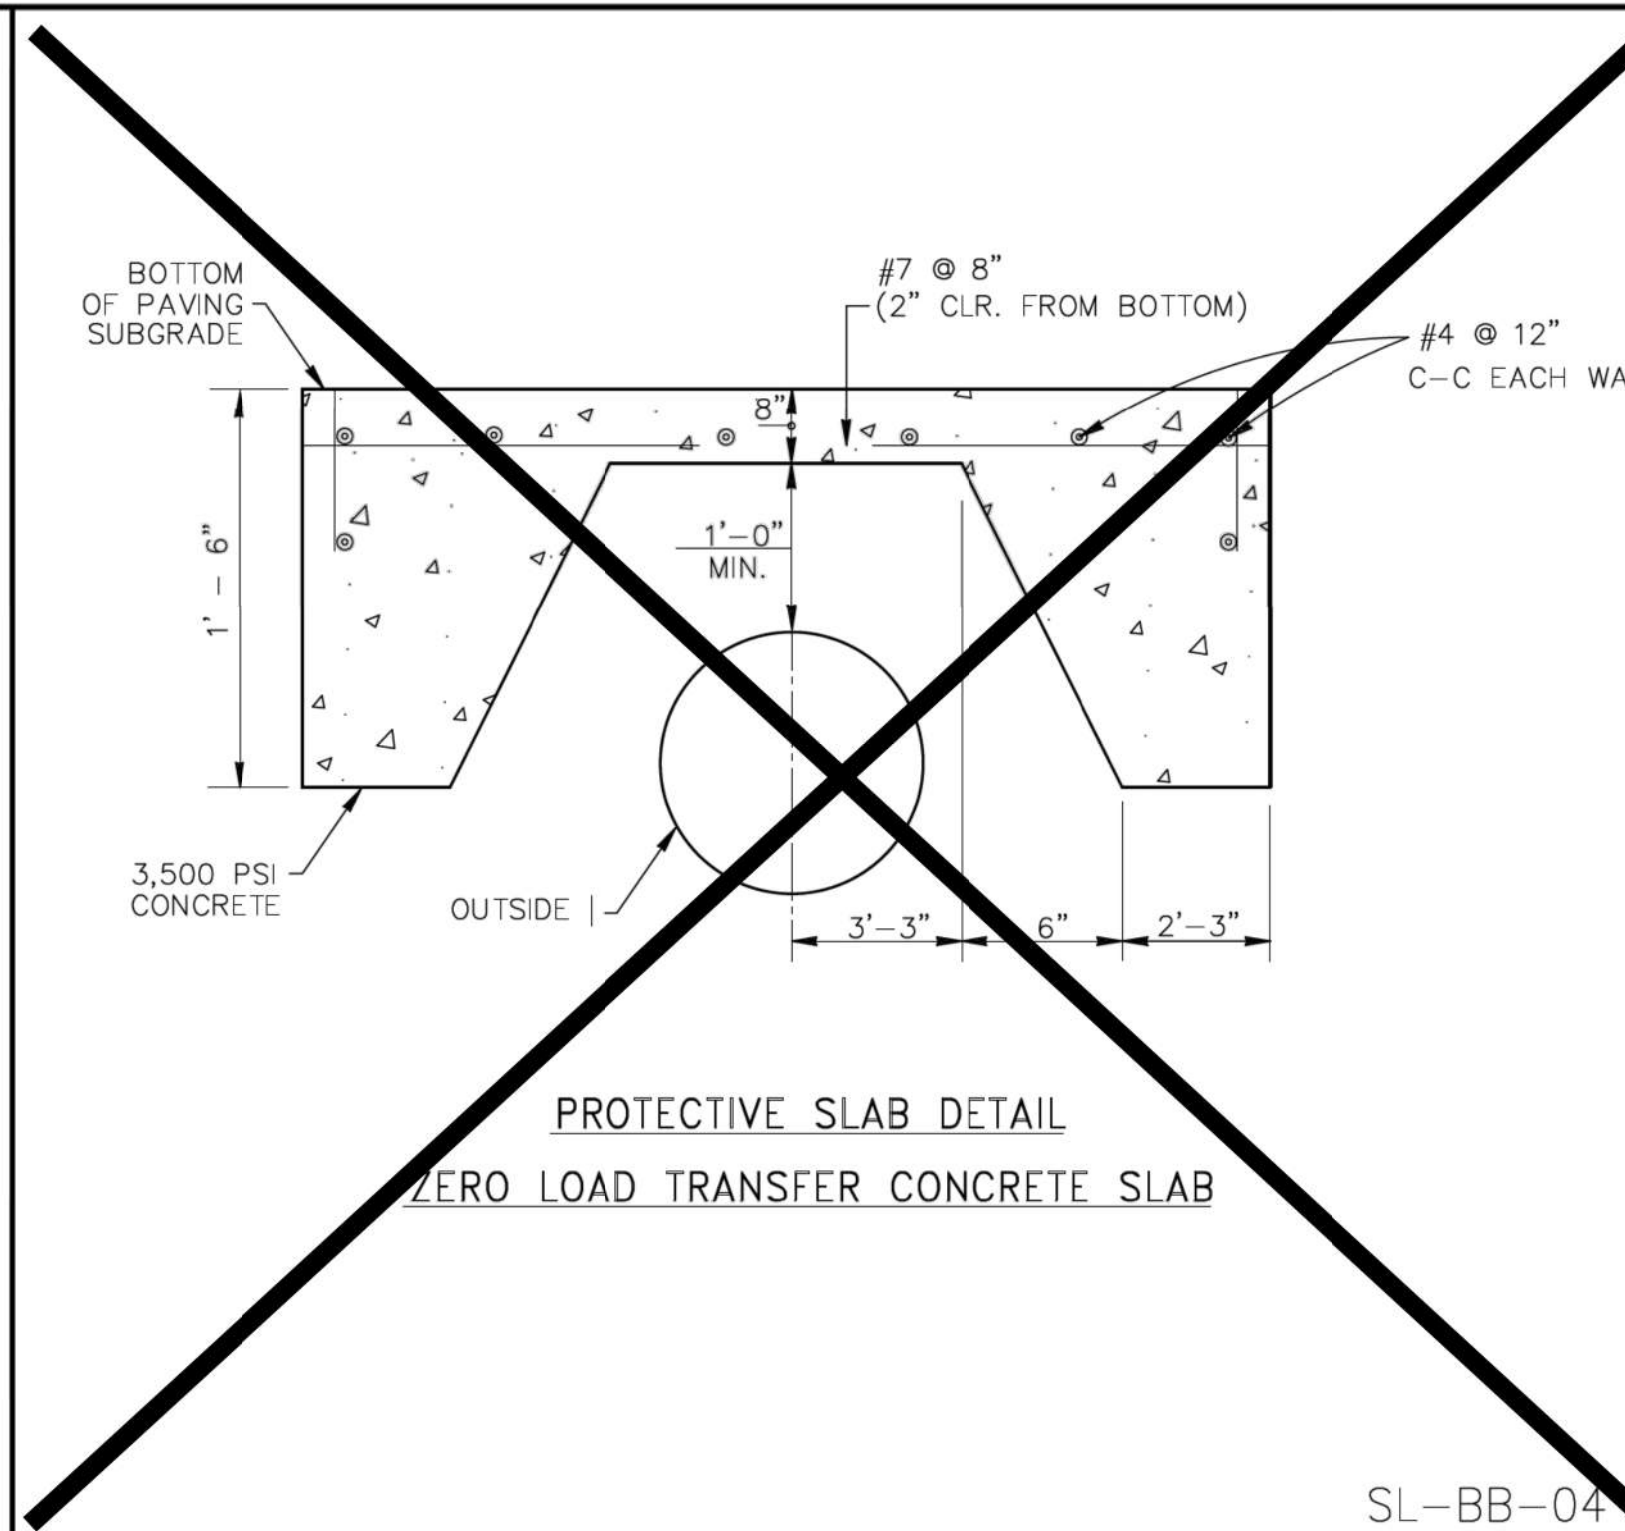 BOTTOM
OF PAVING
SUBGRADE
#7 @ 8"
(2" CLR. FROM BOTTOM)
#4 @ 12"
C-C EACH WA
8"
1' - 6"
1'-0"
MIN.
3,500 PSI
CONCRETE
OUTSIDE |
3'-3"
6"
2'-3"
PROTECTIVE SLAB DETAIL
ZERO LOAD TRANSFER CONCRETE SLAB
SL-BB-04